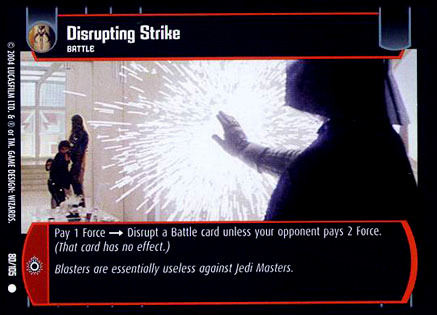 Disrupting Strike
BATTLE
© 2004 LUCASFILM LTD. & ® or TM. GAME DESIGN: WIZARDS.
Pay 1 Force → Disrupt a Battle card unless your opponent pays 2 Force.
(That card has no effect.)
Blasters are essentially useless against Jedi Masters.
80/105